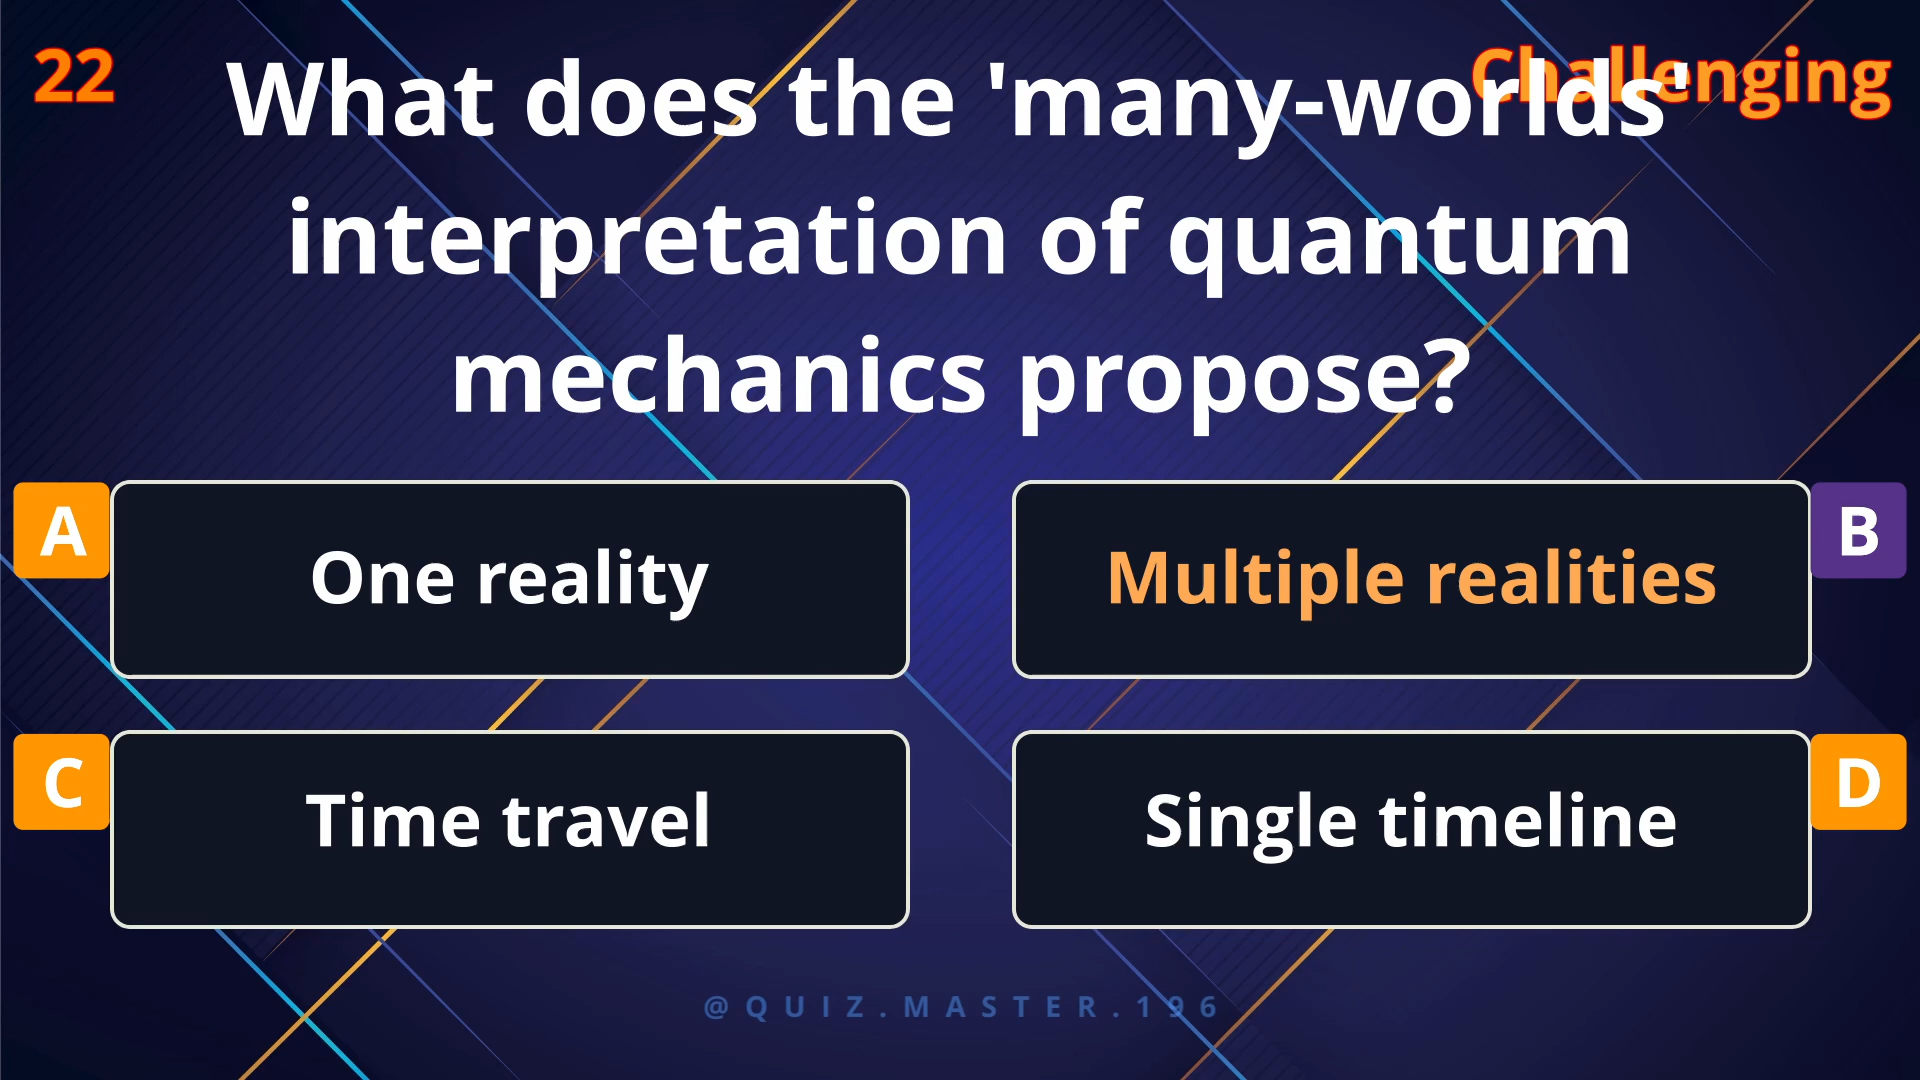 22
Challenging
What does the 'many-worlds'
interpretation of quantum
mechanics propose?
A
One reality
Multiple realities
B
C
Time travel
Single timeline
D
@QUIZ.MASTER.196